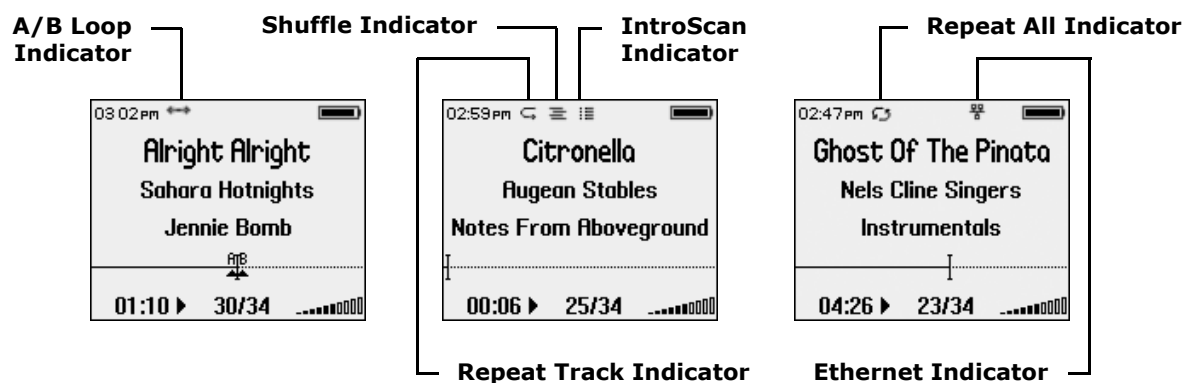 A/B Loop
Indicator
Shuffle Indicator
IntroScan
Indicator
Repeat All Indicator
03:02PM
Alright Alright
Sahara Hotnights
Jennie Bomb
A B
01:10 30/34
02:59PM
Citronella
Augean Stables
Notes From Aboveground
00:06 25/34
02:47PM
Ghost Of The Pinata
Nels Cline Singers
Instrumentals
04:26 23/34
Repeat Track Indicator
Ethernet Indicator